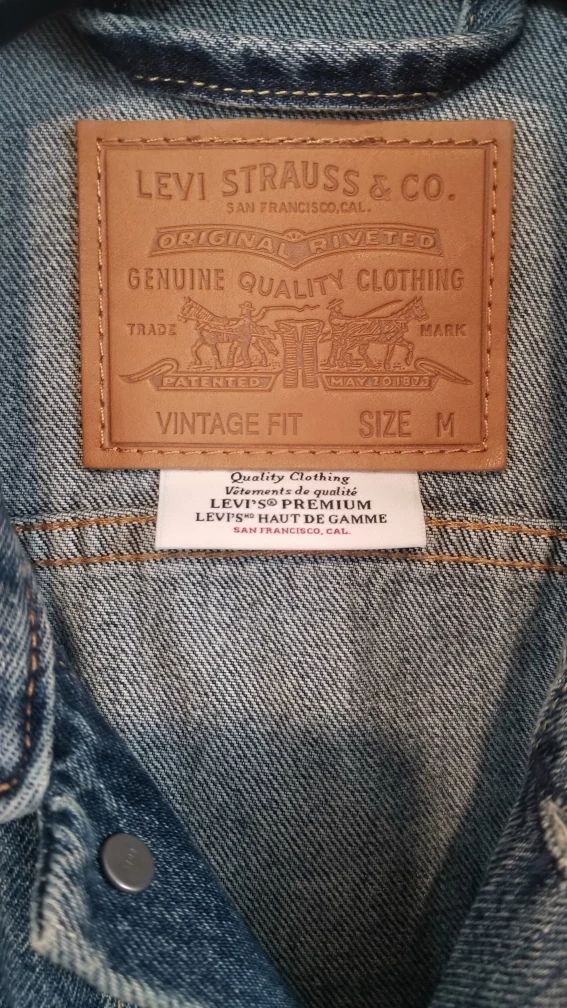 LEVI STRAUSS & CO.
SAN FRANCISCO, CAL.
ORIGINAL RIVETED
GENUINE QUALITY CLOTHING
TRADE MARK
PATENTED MAY 20 1873
VINTAGE FIT SIZE M
Quality Clothing
Vêtements de qualité
LEVI'S® PREMIUM
LEVI'S MD HAUT DE GAMME
SAN FRANCISCO, CAL.